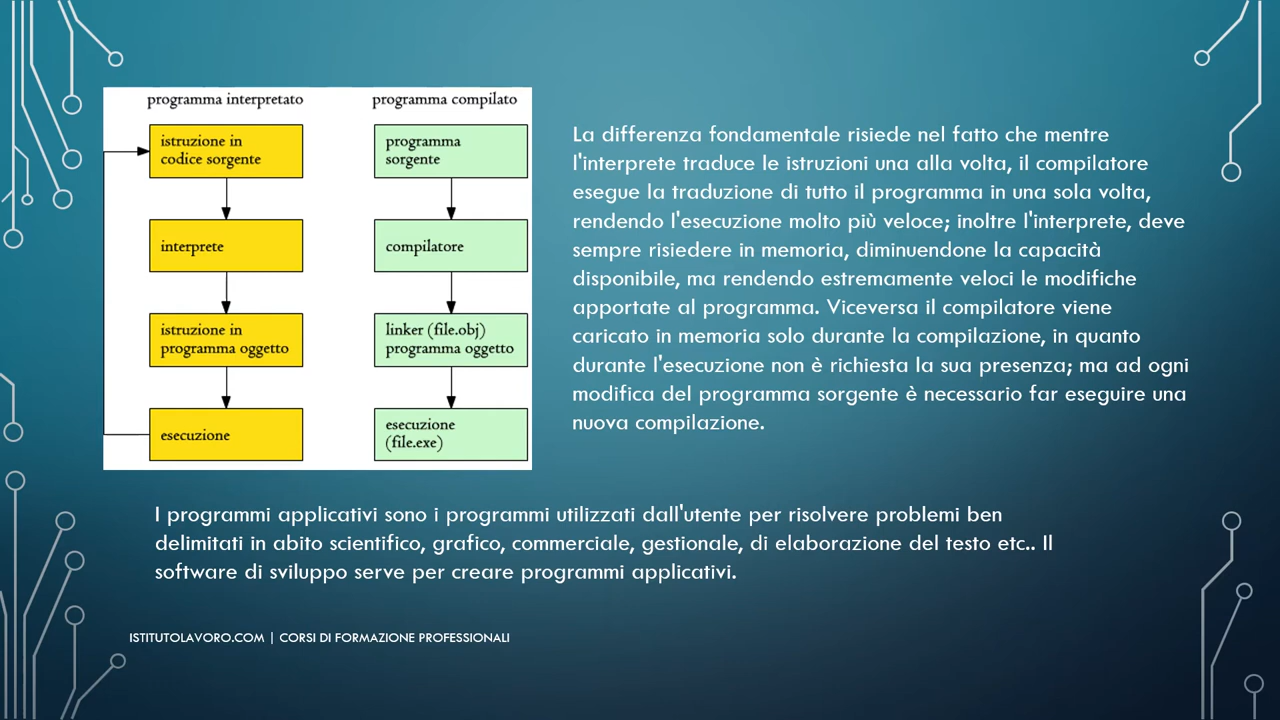 programma interpretato
istruzione in
codice sorgente
interprete
istruzione in
programma oggetto
esecuzione
programma compilato
programma
sorgente
compilatore
linker (file.obj)
programma oggetto
esecuzione
(file.exe)
La differenza fondamentale risiede nel fatto che mentre
l'interprete traduce le istruzioni una alla volta, il compilatore
esegue la traduzione di tutto il programma in una sola volta,
rendendo l'esecuzione molto più veloce; inoltre l'interprete, deve
sempre risiedere in memoria, diminuendone la capacità
disponibile, ma rendendo estremamente veloci le modifiche
apportate al programma. Viceversa il compilatore viene
caricato in memoria solo durante la compilazione, in quanto
durante l'esecuzione non è richiesta la sua presenza; ma ad ogni
modifica del programma sorgente è necessario far eseguire una
nuova compilazione.
I programmi applicativi sono i programmi utilizzati dall'utente per risolvere problemi ben
delimitati in abito scientifico, grafico, commerciale, gestionale, di elaborazione del testo etc.. Il
software di sviluppo serve per creare programmi applicativi.
ISTITUTOLAVORO.COM | CORSI DI FORMAZIONE PROFESSIONALI